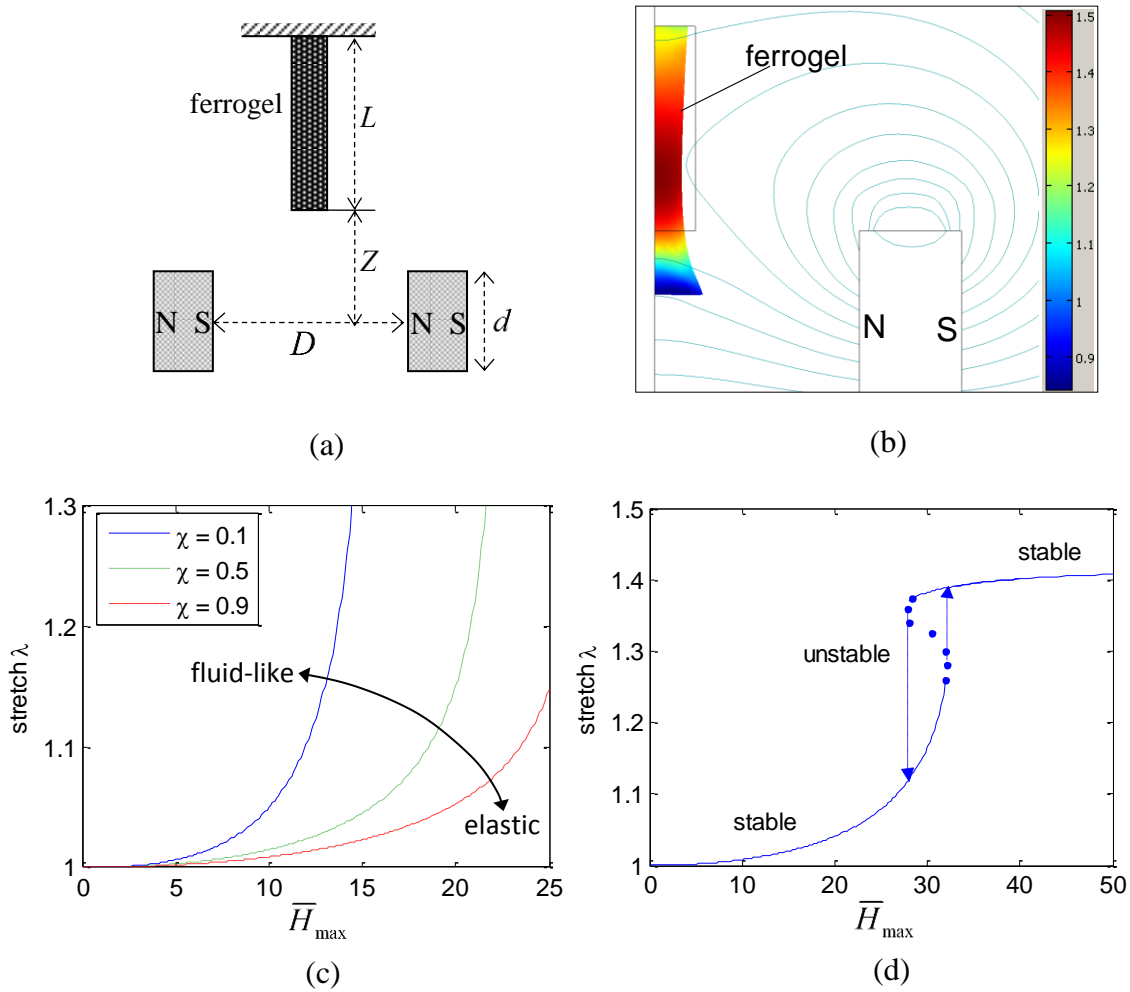 ferrogel
L
Z
N S
D
N S
d
(a)
ferrogel
N S
1.5
1.4
1.3
1.2
1.1
1
0.9
(b)
1.3
1.2
1.1
1
stretch λ
χ = 0.1
χ = 0.5
χ = 0.9
fluid-like
elastic
0 5 10 15 20 25
H̅max
(c)
1.5
1.4
1.3
1.2
1.1
1
stretch λ
stable
unstable
stable
0 10 20 30 40 50
H̅max
(d)